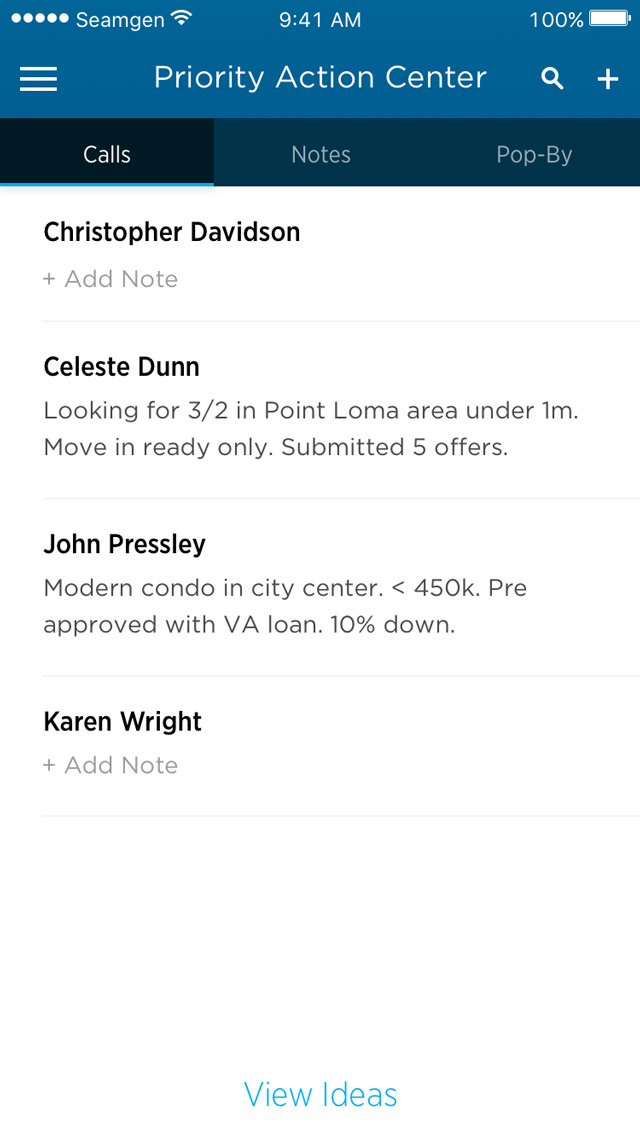 Seamgen 9:41 AM 100%
Priority Action Center
Calls Notes Pop-By
Christopher Davidson
+ Add Note
Celeste Dunn
Looking for 3/2 in Point Loma area under 1m.
Move in ready only. Submitted 5 offers.
John Pressley
Modern condo in city center. < 450k. Pre
approved with VA loan. 10% down.
Karen Wright
+ Add Note
View Ideas